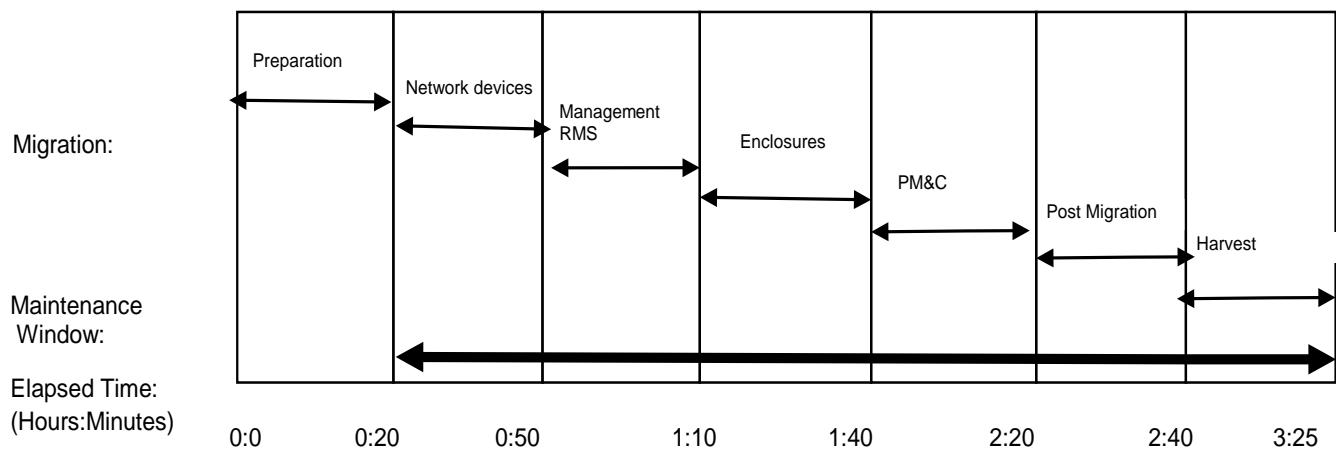 Preparation
Network devices
Management
RMS
Enclosures
PM&C
Post Migration
Harvest
Migration:
Maintenance
Window:
Elapsed Time:
(Hours:Minutes)
0:0 0:20 0:50 1:10 1:40 2:20 2:40 3:25